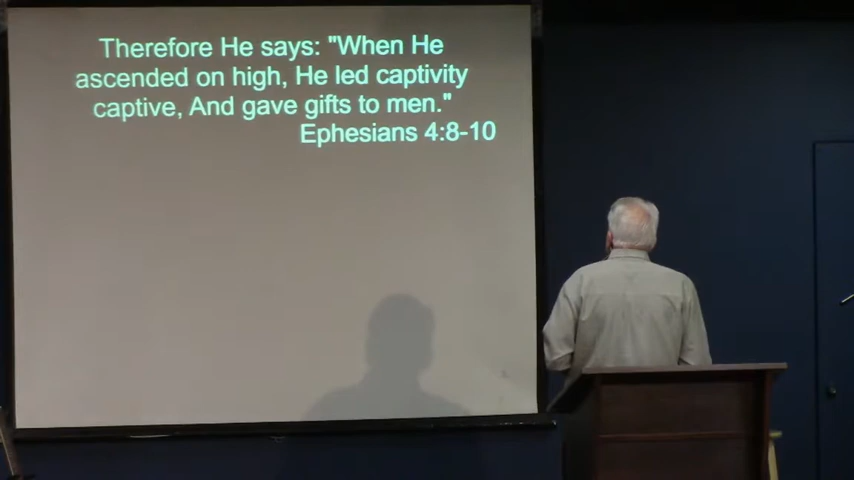 Therefore He says: "When He
ascended on high, He led captivity
captive, And gave gifts to men."
Ephesians 4:8-10